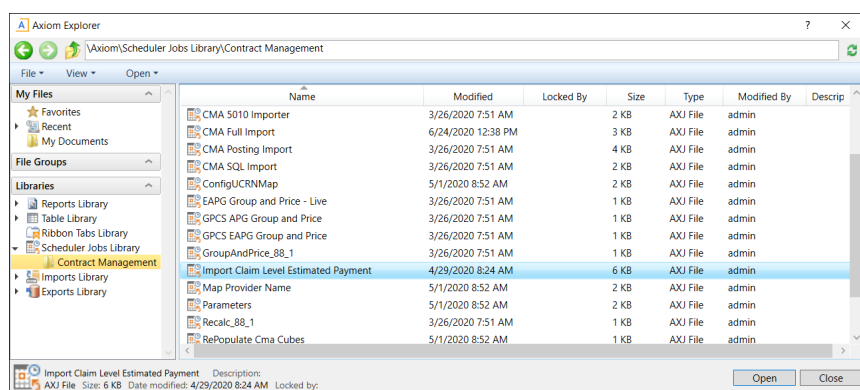 A Axiom Explorer ? ×
\Axiom\Scheduler Jobs Library\Contract Management
File View Open
My Files
Favorites
Recent
My Documents
File Groups
Libraries
Reports Library
Table Library
Ribbon Tabs Library
Scheduler Jobs Library
Contract Management
Imports Library
Exports Library
Name Modified Locked By Size Type Modified By Descrip
CMA 5010 Importer 3/26/2020 7:51 AM 2 KB AXJ File admin
CMA Full Import 6/24/2020 12:38 PM 3 KB AXJ File admin
CMA Posting Import 3/26/2020 7:51 AM 4 KB AXJ File admin
CMA SQL Import 3/26/2020 7:51 AM 2 KB AXJ File admin
ConfigUCRNMap 5/1/2020 8:52 AM 2 KB AXJ File admin
EAPG Group and Price - Live 3/26/2020 7:51 AM 1 KB AXJ File admin
GPCS APG Group and Price 3/26/2020 7:51 AM 1 KB AXJ File admin
GPCS EAPG Group and Price 3/26/2020 7:51 AM 1 KB AXJ File admin
GroupAndPrice_88_1 3/26/2020 7:51 AM 1 KB AXJ File admin
Import Claim Level Estimated Payment 4/29/2020 8:24 AM 6 KB AXJ File admin
Map Provider Name 5/1/2020 8:52 AM 2 KB AXJ File admin
Parameters 5/1/2020 8:52 AM 2 KB AXJ File admin
Recalc_88_1 3/26/2020 7:51 AM 1 KB AXJ File admin
RePopulate Cma Cubes 5/1/2020 8:52 AM 1 KB AXJ File admin
Import Claim Level Estimated Payment Description:
AXJ File Size: 6 KB Date modified: 4/29/2020 8:24 AM Locked by:
Open Close